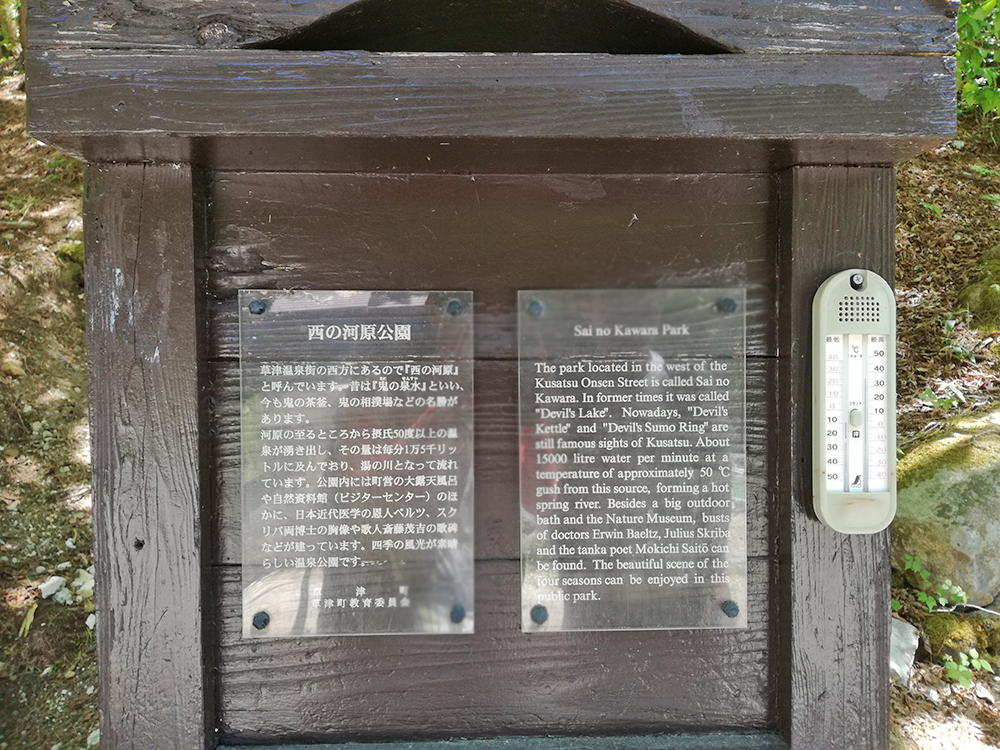 西の河原公園
草津温泉街の西方にあるので『西の河原』
と呼んでいます。昔は『鬼の泉水』といい、
今も鬼の茶釜、鬼の相撲場などの名勝が
あります。
河原の至るところから摂氏50度以上の温
泉が湧き出し、その量は毎分1万5千リッ
トルに及んでおり、湯の川となって流れ
ています。公園内には町営の大露天風呂
や自然資料館（ビジターセンター）のほ
かに、日本近代医学の恩人ベルツ、スク
リバ両博士の胸像や歌人斎藤茂吉の歌碑
などが建っています。四季の風光が素晴
らしい温泉公園です。
草津町
草津町教育委員会
Sai no Kawara Park
The park located in the west of the
Kusatsu Onsen Street is called Sai no
Kawara. In former times it was called
"Devil's Lake". Nowadays, "Devil's
Kettle" and "Devil's Sumo Ring" are
still famous sights of Kusatsu. About
15000 litre water per minute at a
temperature of approximately 50 ℃
gush from this source, forming a hot
spring river. Besides a big outdoor
bath and the Nature Museum, busts
of doctors Erwin Baeltz, Julius Skriba
and the tanka poet Mokichi Saitō can
be found. The beautiful scene of the
four seasons can be enjoyed in this
public park.
最低 ℃ 最高
40 50
30 40
20 30
10 20
0 10
10 0
20 10
30 20
40 30
50 40
押